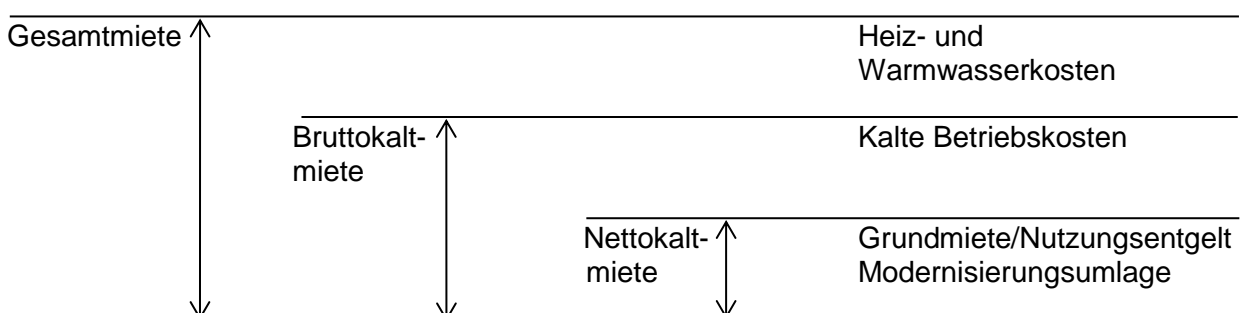 Gesamtmiete
Heiz- und
Warmwasserkosten
Bruttokalt-
miete
Kalte Betriebskosten
Nettokalt-
miete
Grundmiete/Nutzungsentgelt
Modernisierungsumlage